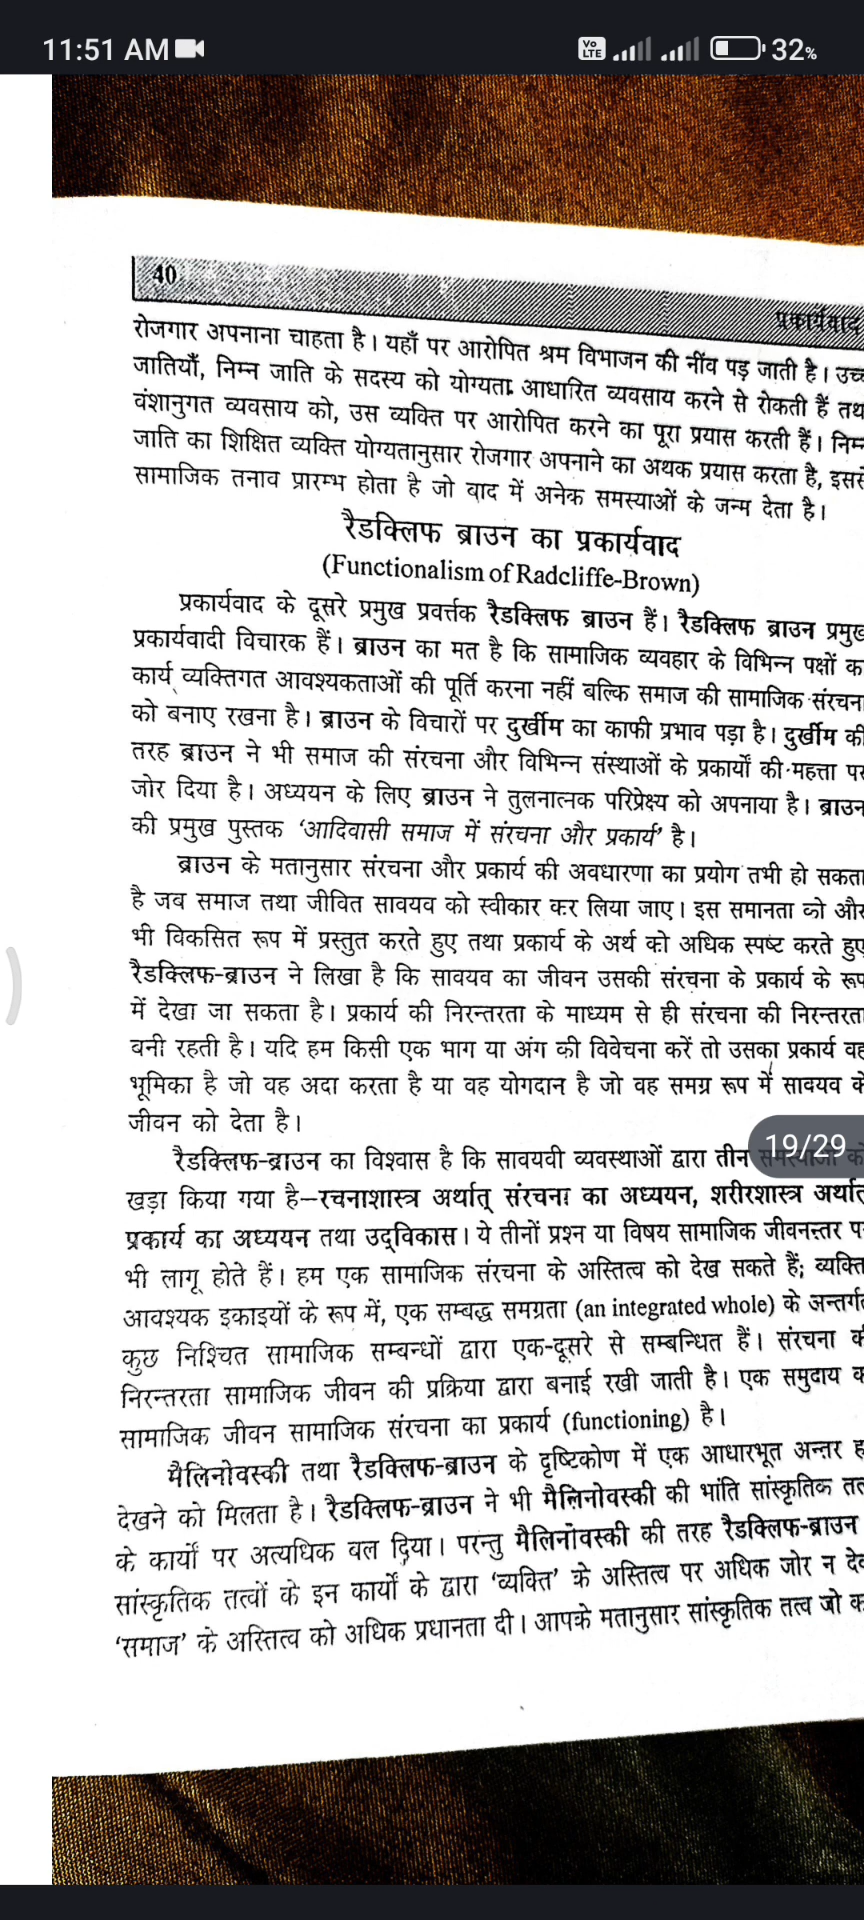 11:51 AM
Vo LTE
32%
40
प्रकार्यवाद
रोजगार अपनाना चाहता है। यहाँ पर आरोपित श्रम विभाजन की नींव पड़ जाती है। उच्च
जातियाँ, निम्न जाति के सदस्य को योग्यता आधारित व्यवसाय करने से रोकती हैं
वंशानुगत व्यवसाय को, उस व्यक्ति पर आरोपित करने का पूरा प्रयास करती हैं।
जाति का शिक्षित व्यक्ति योग्यतानुसार रोजगार अपनाने का अथक प्रयास करता है,
सामाजिक तनाव प्रारम्भ होता है जो बाद में अनेक समस्याओं के जन्म देता है।
रैडक्लिफ ब्राउन का प्रकार्यवाद
(Functionalism of Radcliffe-Brown)
प्रकार्यवाद के दूसरे प्रमुख प्रवर्त्तक रैडक्लिफ ब्राउन हैं। रैडक्लिफ ब्राउन प्रमुख
प्रकार्यवादी विचारक हैं। ब्राउन का मत है कि सामाजिक व्यवहार के विभिन्न पक्षों
कार्य व्यक्तिगत आवश्यकताओं की पूर्ति करना नहीं बल्कि समाज की सामाजिक संरचना
को बनाए रखना है। ब्राउन के विचारों पर दुर्खीम का काफी प्रभाव पड़ा है। दुर्खीम की
तरह ब्राउन ने भी समाज की संरचना और विभिन्न संस्थाओं के प्रकार्यों की महत्ता पर
जोर दिया है। अध्ययन के लिए ब्राउन ने तुलनात्मक परिप्रेक्ष्य को अपनाया है। ब्राउन
की प्रमुख पुस्तक ‘आदिवासी समाज में संरचना और प्रकार्य’ है।
ब्राउन के मतानुसार संरचना और प्रकार्य की अवधारणा का प्रयोग तभी हो सकता
है जब समाज तथा जीवित सावयव को स्वीकार कर लिया जाए। इस समानता को और
भी विकसित रूप में प्रस्तुत करते हुए तथा प्रकार्य के अर्थ को अधिक स्पष्ट करते हुए
रैडक्लिफ-ब्राउन ने लिखा है कि सावयव का जीवन उसकी संरचना के प्रकार्य के रूप
में देखा जा सकता है। प्रकार्य की निरन्तरता के माध्यम से ही संरचना की निरन्तरता
बनी रहती है। यदि हम किसी एक भाग या अंग की विवेचना करें तो उसका प्रकार्य वह
भूमिका है जो वह अदा करता है या वह योगदान है जो वह समग्र रूप में सावयव के
जीवन को देता है।
19/29
रैडक्लिफ-ब्राउन का विश्वास है कि सावयवी व्यवस्थाओं द्वारा तीन
खड़ा किया गया है–रचनाशास्त्र अर्थात् संरचना का अध्ययन, शरीरशास्त्र अर्थात्
प्रकार्य का अध्ययन तथा उद्‌विकास। ये तीनों प्रश्न या विषय सामाजिक जीवनस्तर
भी लागू होते हैं। हम एक सामाजिक संरचना के अस्तित्व को देख सकते हैं; व्यक्ति
आवश्यक इकाइयों के रूप में, एक सम्बद्ध समग्रता (an integrated whole) के अन्तर्गत
कुछ निश्चित सामाजिक सम्बन्धों द्वारा एक-दूसरे से सम्बन्धित हैं। संरचना की
निरन्तरता सामाजिक जीवन की प्रक्रिया द्वारा बनाई रखी जाती है। एक समुदाय
सामाजिक जीवन सामाजिक संरचना का प्रकार्य (functioning) है।
मैलिनोवस्की तथा रैडक्लिफ-ब्राउन के दृष्टिकोण में एक आधारभूत अन्तर
देखने को मिलता है। रैडक्लिफ-ब्राउन ने भी मैलिनोवस्की की भांति सांस्कृतिक
के कार्यों पर अत्यधिक बल दिया। परन्तु मैलिनोवस्की की तरह रैडक्लिफ-ब्राउन
सांस्कृतिक तत्वों के इन कार्यों के द्वारा ‘व्यक्ति’ के अस्तित्व पर अधिक जोर न
‘समाज’ के अस्तित्व को अधिक प्रधानता दी। आपके मतानुसार सांस्कृतिक तत्व जो